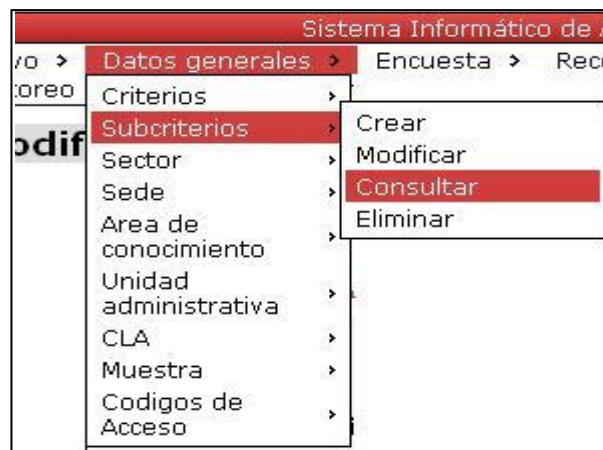 Sistema Informático de
Datos generales > Encuesta >
oreo
Criterios
Subcriterios
Sector
Sede
Area de
conocimiento
Unidad
administrativa
CLA
Muestra
Codigos de
Acceso
Crear
Modificar
Consultar
Eliminar